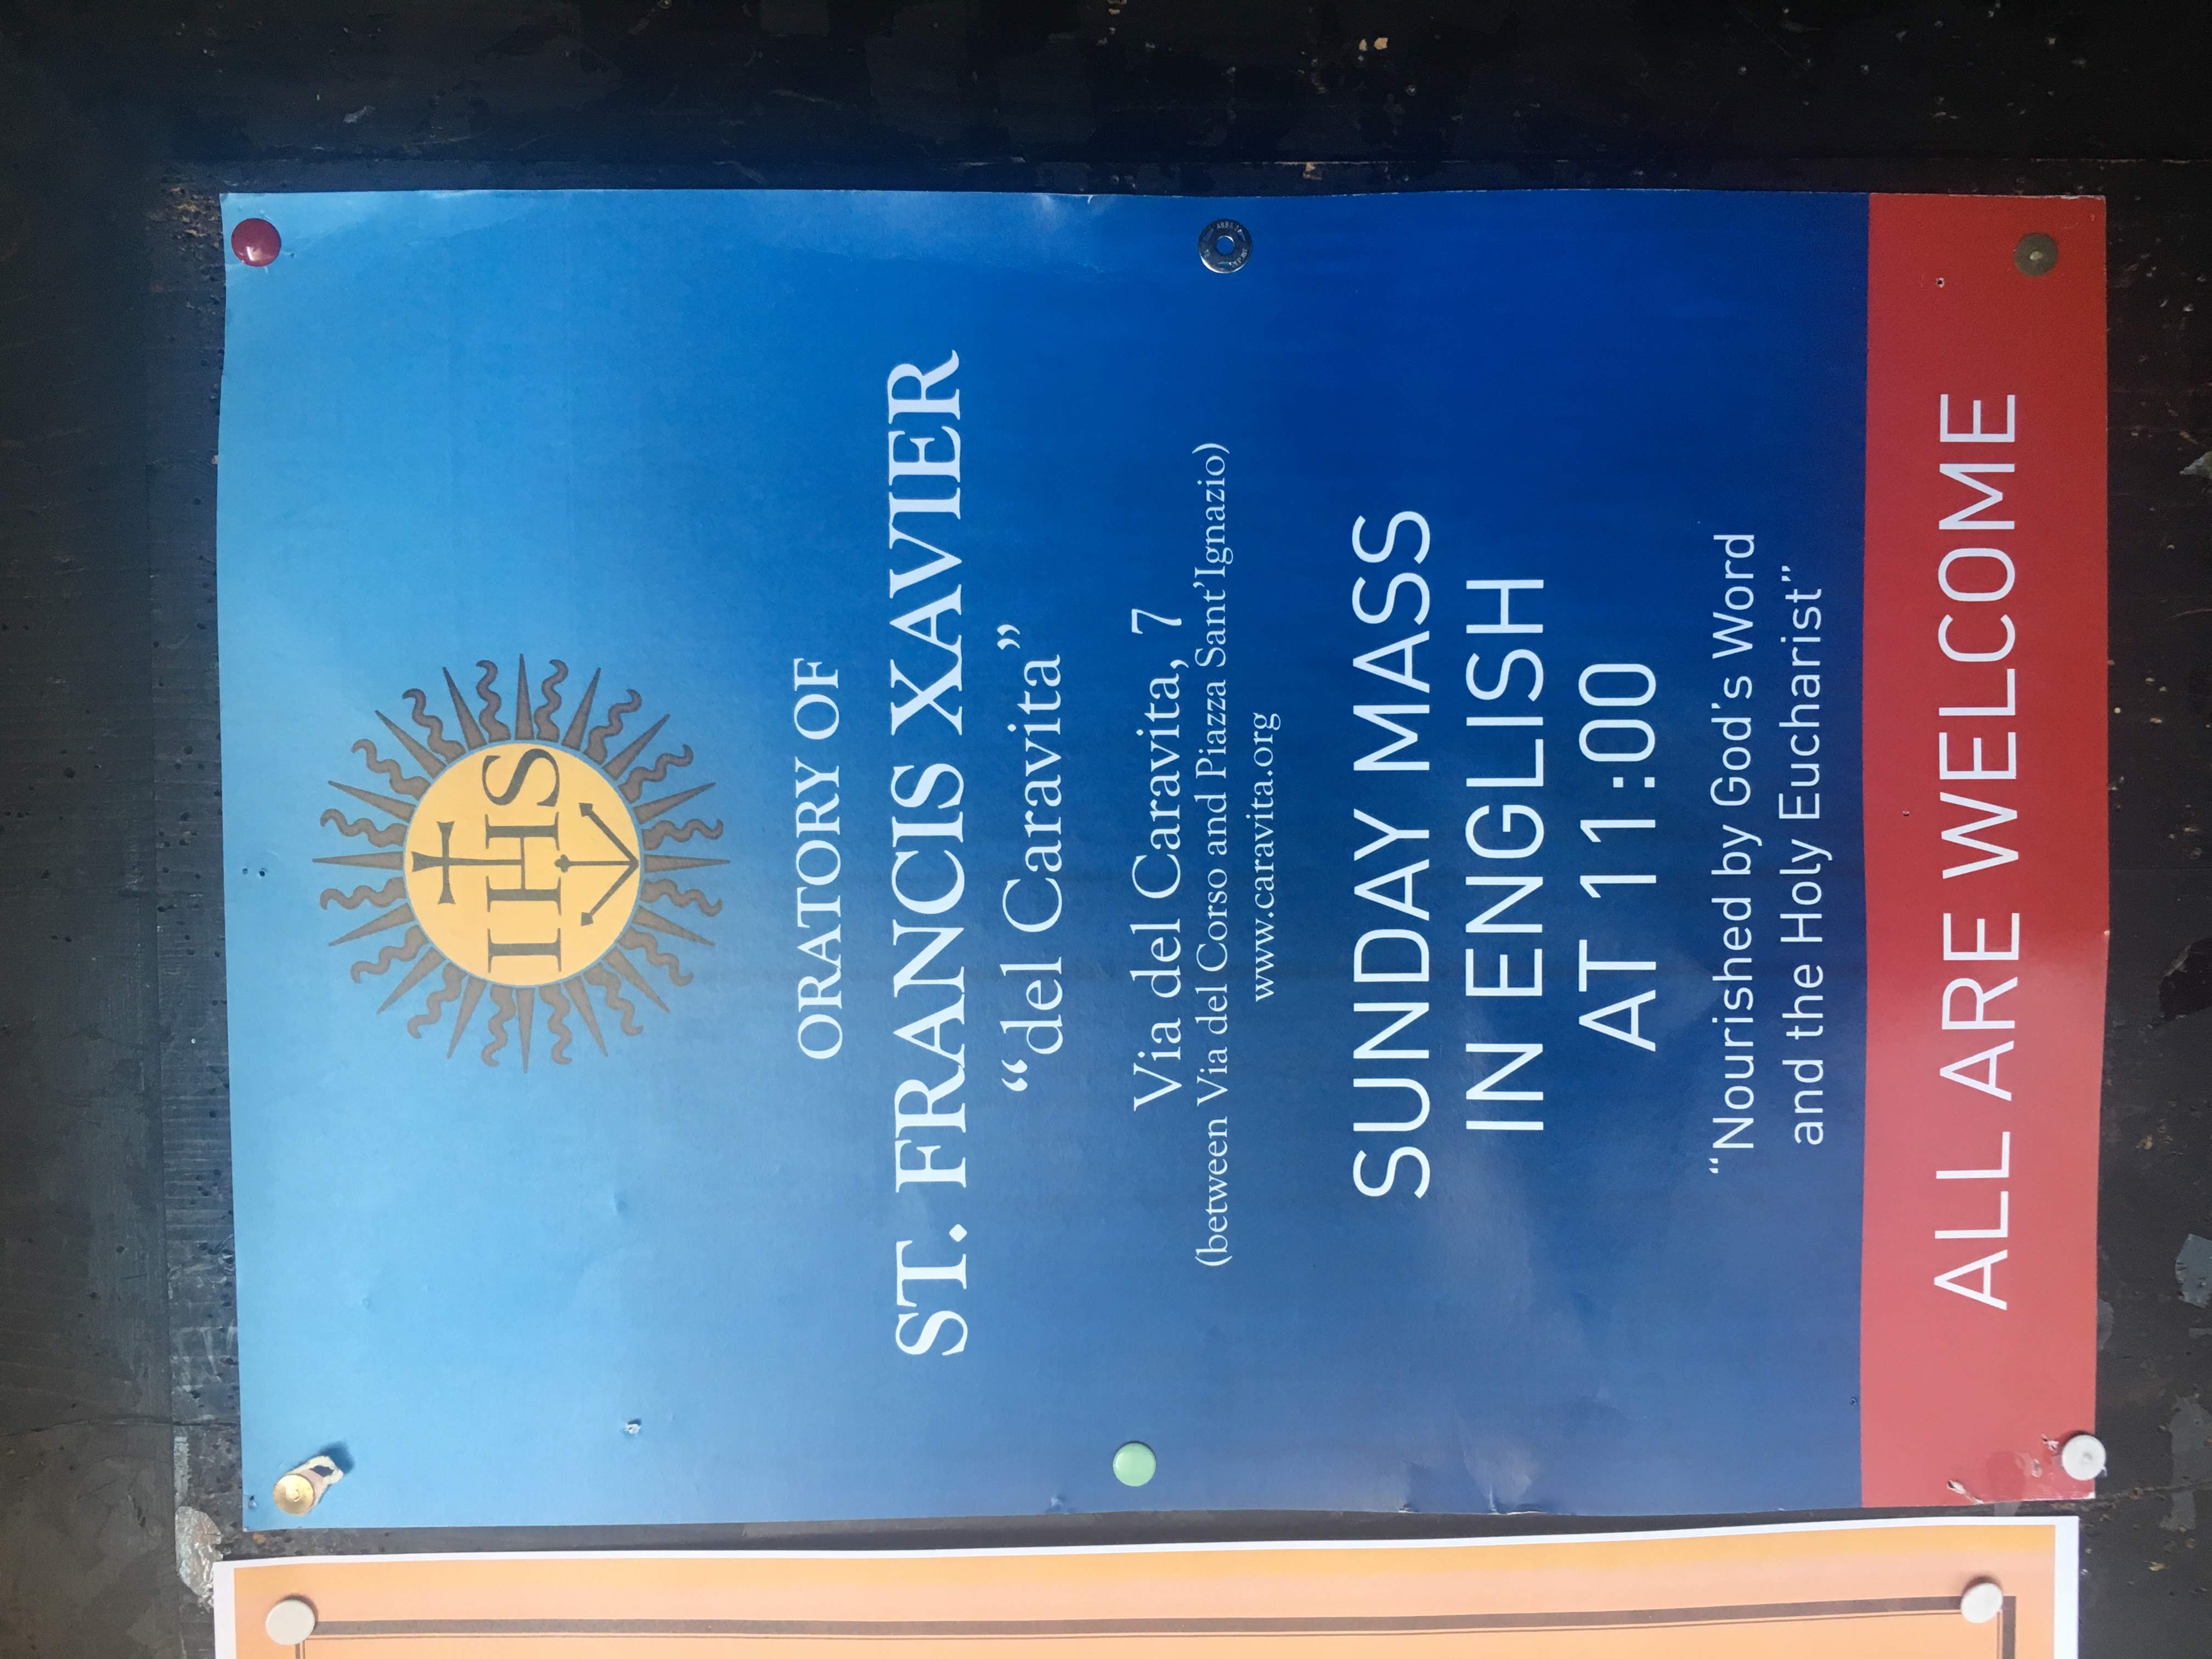 IHS
ORATORY OF
ST. FRANCIS XAVIER
“del Caravita”
Via del Caravita, 7
(between Via del Corso and Piazza Sant’Ignazio)
www.caravita.org
SUNDAY MASS
IN ENGLISH
AT 11:00
“Nourished by God’s Word
and the Holy Eucharist”
ALL ARE WELCOME